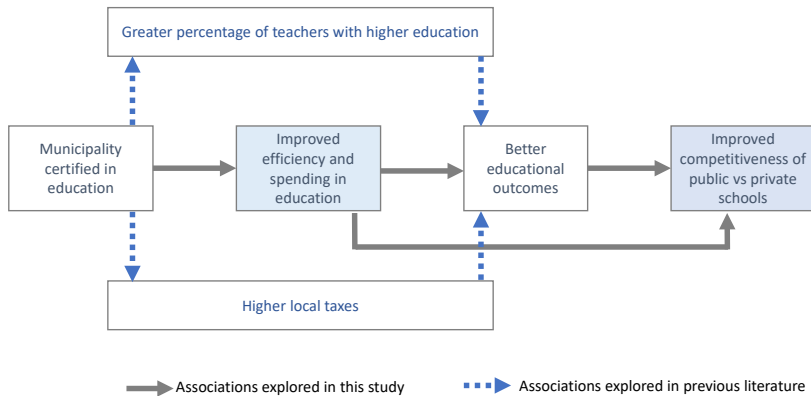 Greater percentage of teachers with higher education
Municipality
certified in
education
Improved
efficiency and
spending in
education
Better
educational
outcomes
Improved
competitiveness of
public vs private
schools
Higher local taxes
Associations explored in this study
Associations explored in previous literature